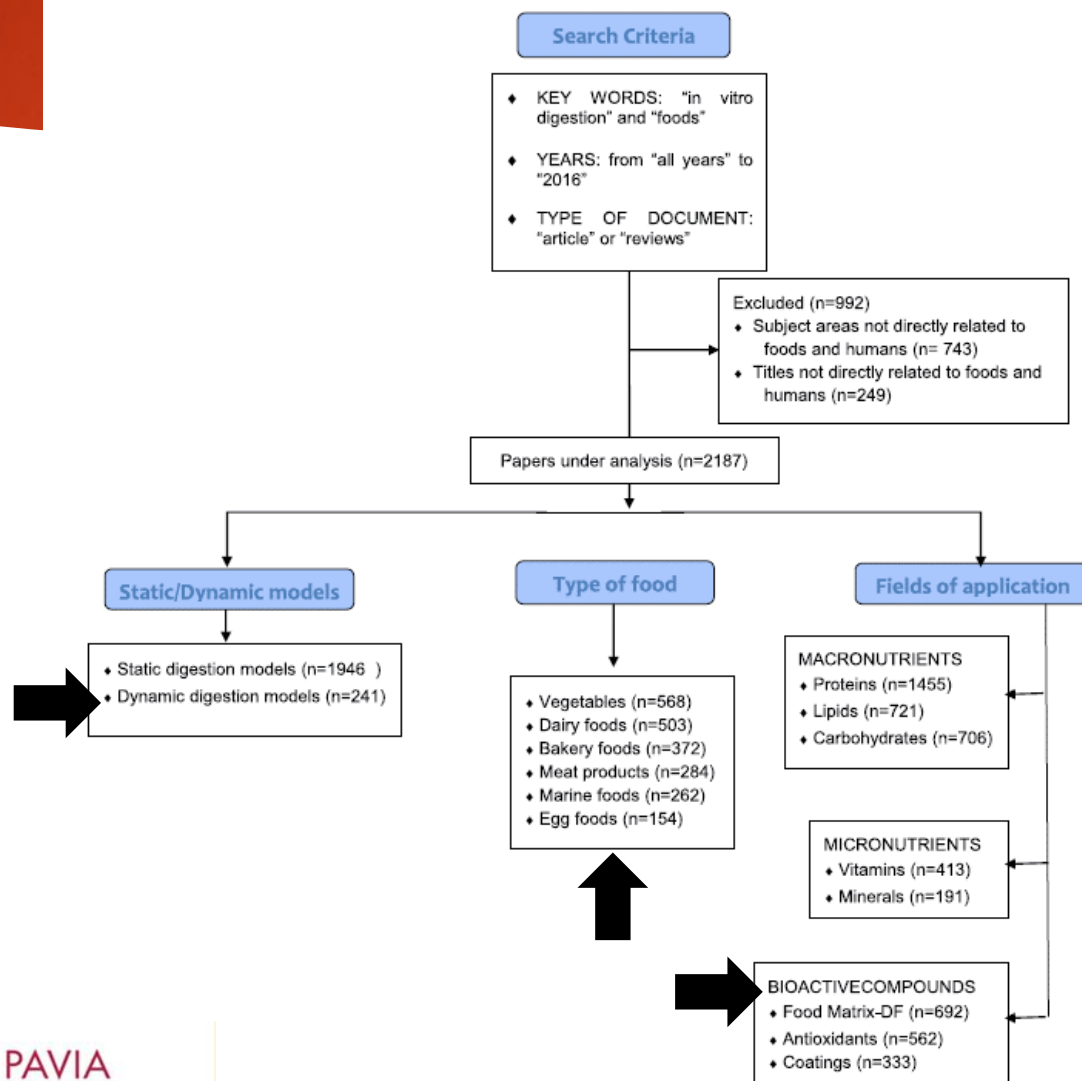 Search Criteria
♦ KEY WORDS: "in vitro
digestion" and "foods"
♦ YEARS: from "all years" to
"2016"
♦ TYPE OF DOCUMENT:
"article" or "reviews"
Excluded (n=992)
♦ Subject areas not directly related to
foods and humans (n= 743)
♦ Titles not directly related to foods and
humans (n=249)
Papers under analysis (n=2187)
Static/Dynamic models
♦ Static digestion models (n=1946 )
♦ Dynamic digestion models (n=241)
Type of food
♦ Vegetables (n=568)
♦ Dairy foods (n=503)
♦ Bakery foods (n=372)
♦ Meat products (n=284)
♦ Marine foods (n=262)
♦ Egg foods (n=154)
Fields of application
MACRONUTRIENTS
♦ Proteins (n=1455)
♦ Lipids (n=721)
♦ Carbohydrates (n=706)
MICRONUTRIENTS
♦ Vitamins (n=413)
♦ Minerals (n=191)
BIOACTIVECOMPOUNDS
♦ Food Matrix-DF (n=692)
♦ Antioxidants (n=562)
♦ Coatings (n=333)
PAVIA